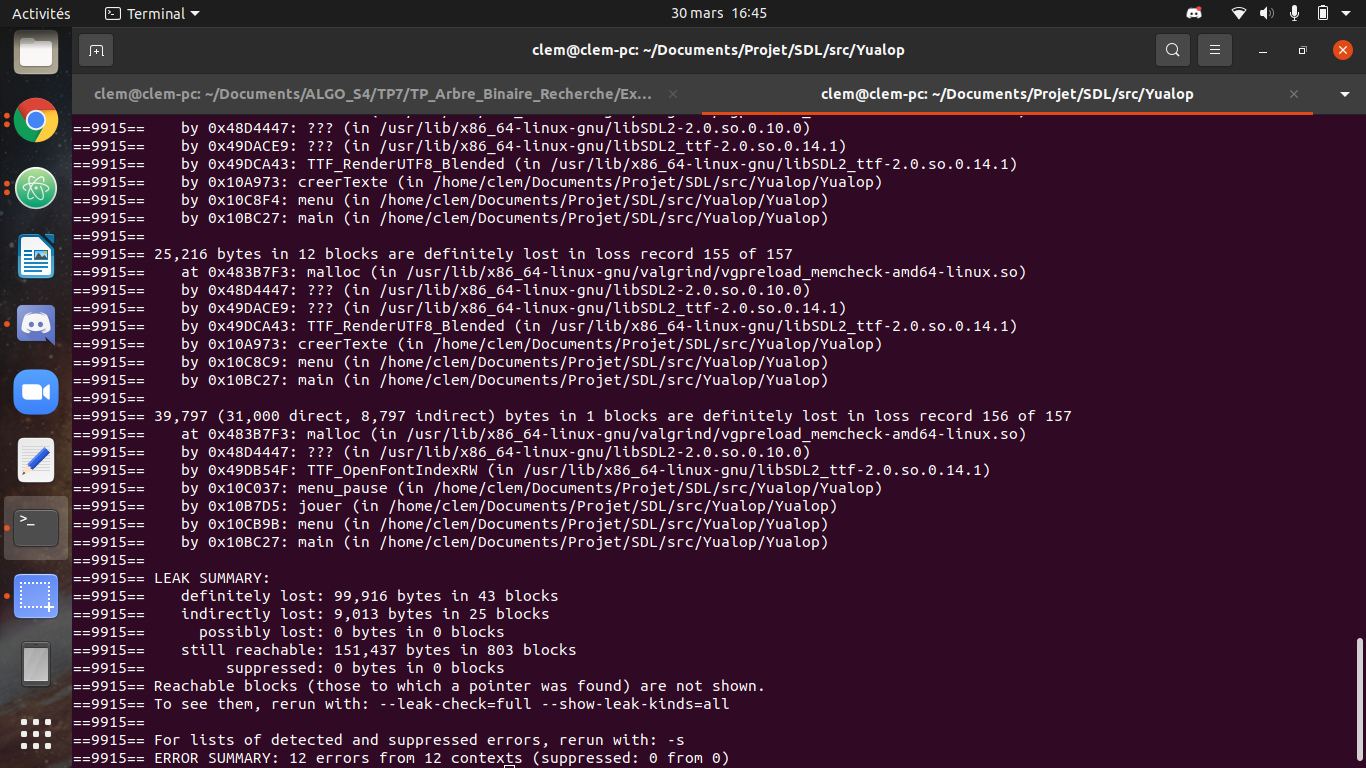 Activités
Terminal
30 mars 16:45
clem@clem-pc: ~/Documents/Projet/SDL/src/Yualop
clem@clem-pc: ~/Documents/ALGO_S4/TP7/TP_Arbre_Binaire_Recherche/Ex...
clem@clem-pc: ~/Documents/Projet/SDL/src/Yualop
==9915==    by 0x48D4447: ??? (in /usr/lib/x86_64-linux-gnu/libSDL2-2.0.so.0.10.0)
==9915==    by 0x49DACE9: ??? (in /usr/lib/x86_64-linux-gnu/libSDL2_ttf-2.0.so.0.14.1)
==9915==    by 0x49DCA43: TTF_RenderUTF8_Blended (in /usr/lib/x86_64-linux-gnu/libSDL2_ttf-2.0.so.0.14.1)
==9915==    by 0x10A973: creerTexte (in /home/clem/Documents/Projet/SDL/src/Yualop/Yualop)
==9915==    by 0x10C8F4: menu (in /home/clem/Documents/Projet/SDL/src/Yualop/Yualop)
==9915==    by 0x10BC27: main (in /home/clem/Documents/Projet/SDL/src/Yualop/Yualop)
==9915==
==9915== 25,216 bytes in 12 blocks are definitely lost in loss record 155 of 157
==9915==    at 0x483B7F3: malloc (in /usr/lib/x86_64-linux-gnu/valgrind/vgpreload_memcheck-amd64-linux.so)
==9915==    by 0x48D4447: ??? (in /usr/lib/x86_64-linux-gnu/libSDL2-2.0.so.0.10.0)
==9915==    by 0x49DACE9: ??? (in /usr/lib/x86_64-linux-gnu/libSDL2_ttf-2.0.so.0.14.1)
==9915==    by 0x49DCA43: TTF_RenderUTF8_Blended (in /usr/lib/x86_64-linux-gnu/libSDL2_ttf-2.0.so.0.14.1)
==9915==    by 0x10A973: creerTexte (in /home/clem/Documents/Projet/SDL/src/Yualop/Yualop)
==9915==    by 0x10C8C9: menu (in /home/clem/Documents/Projet/SDL/src/Yualop/Yualop)
==9915==    by 0x10BC27: main (in /home/clem/Documents/Projet/SDL/src/Yualop/Yualop)
==9915==
==9915== 39,797 (31,000 direct, 8,797 indirect) bytes in 1 blocks are definitely lost in loss record 156 of 157
==9915==    at 0x483B7F3: malloc (in /usr/lib/x86_64-linux-gnu/valgrind/vgpreload_memcheck-amd64-linux.so)
==9915==    by 0x48D4447: ??? (in /usr/lib/x86_64-linux-gnu/libSDL2-2.0.so.0.10.0)
==9915==    by 0x49DB54F: TTF_OpenFontIndexRW (in /usr/lib/x86_64-linux-gnu/libSDL2_ttf-2.0.so.0.14.1)
==9915==    by 0x10C037: menu_pause (in /home/clem/Documents/Projet/SDL/src/Yualop/Yualop)
==9915==    by 0x10B7D5: jouer (in /home/clem/Documents/Projet/SDL/src/Yualop/Yualop)
==9915==    by 0x10CB9B: menu (in /home/clem/Documents/Projet/SDL/src/Yualop/Yualop)
==9915==    by 0x10BC27: main (in /home/clem/Documents/Projet/SDL/src/Yualop/Yualop)
==9915==
==9915== LEAK SUMMARY:
==9915==    definitely lost: 99,916 bytes in 43 blocks
==9915==    indirectly lost: 9,013 bytes in 25 blocks
==9915==      possibly lost: 0 bytes in 0 blocks
==9915==    still reachable: 151,437 bytes in 803 blocks
==9915==         suppressed: 0 bytes in 0 blocks
==9915== Reachable blocks (those to which a pointer was found) are not shown.
==9915== To see them, rerun with: --leak-check=full --show-leak-kinds=all
==9915==
==9915== For lists of detected and suppressed errors, rerun with: -s
==9915== ERROR SUMMARY: 12 errors from 12 contexts (suppressed: 0 from 0)